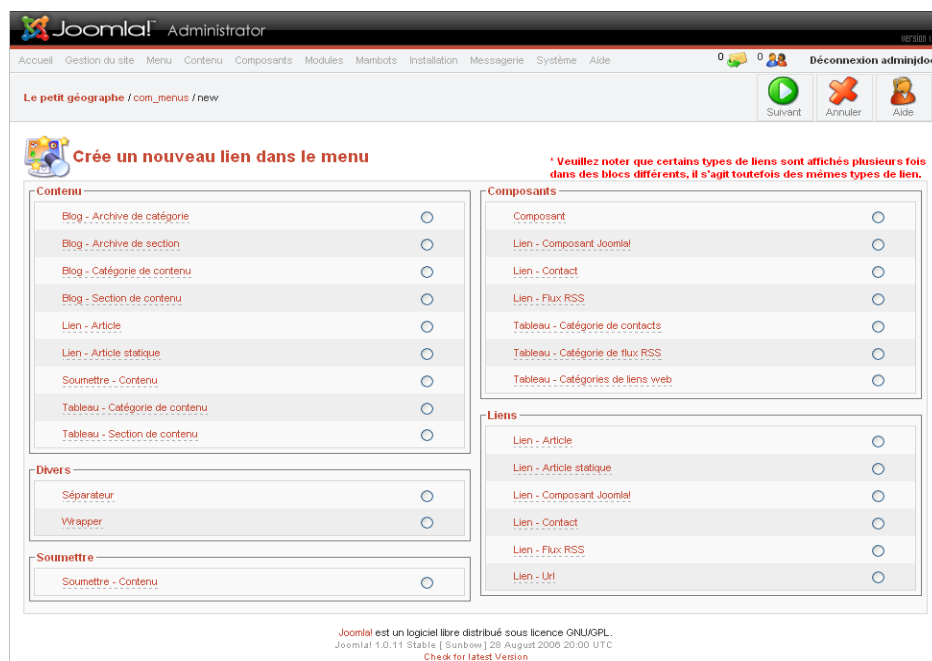 Joomla! Administrator
version
Accueil Gestion du site Menu Contenu Composants Modules Mambots Installation Messagerie Système Aide 0 0 Déconnexion adminjdoc
Le petit géographe / com_menus / new
Suivant Annuler Aide
Crée un nouveau lien dans le menu
* Veuillez noter que certains types de liens sont affichés plusieurs fois
dans des blocs différents, il s'agit toutefois des mêmes types de lien.
Contenu
Blog - Archive de catégorie
Blog - Archive de section
Blog - Catégorie de contenu
Blog - Section de contenu
Lien - Article
Lien - Article statique
Soumettre - Contenu
Tableau - Catégorie de contenu
Tableau - Section de contenu
Divers
Séparateur
Wrapper
Soumettre
Soumettre - Contenu
Composants
Composant
Lien - Composant Joomla!
Lien - Contact
Lien - Flux RSS
Tableau - Catégorie de contacts
Tableau - Catégorie de flux RSS
Tableau - Catégories de liens web
Liens
Lien - Article
Lien - Article statique
Lien - Composant Joomla!
Lien - Contact
Lien - Flux RSS
Lien - Url
Joomla! est un logiciel libre distribué sous licence GNU/GPL.
Joomla! 1.0.11 Stable [ Sunbow ] 28 August 2006 20:00 UTC
Check for latest Version